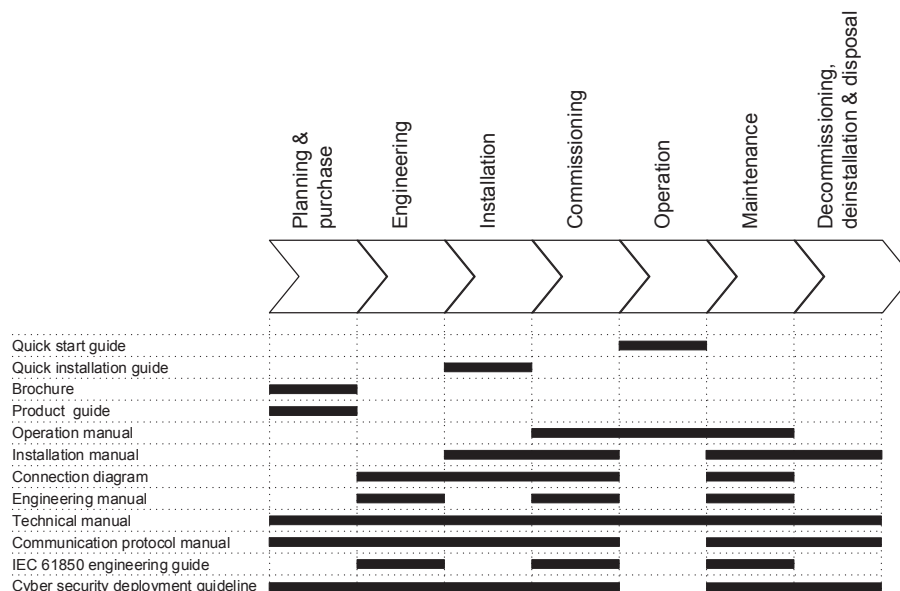 Planning &
purchase
Engineering
Installation
Commissioning
Operation
Maintenance
Decommissioning,
deinstallation & disposal
Quick start guide
Quick installation guide
Brochure
Product guide
Operation manual
Installation manual
Connection diagram
Engineering manual
Technical manual
Communication protocol manual
IEC 61850 engineering guide
Cyber security deployment guideline